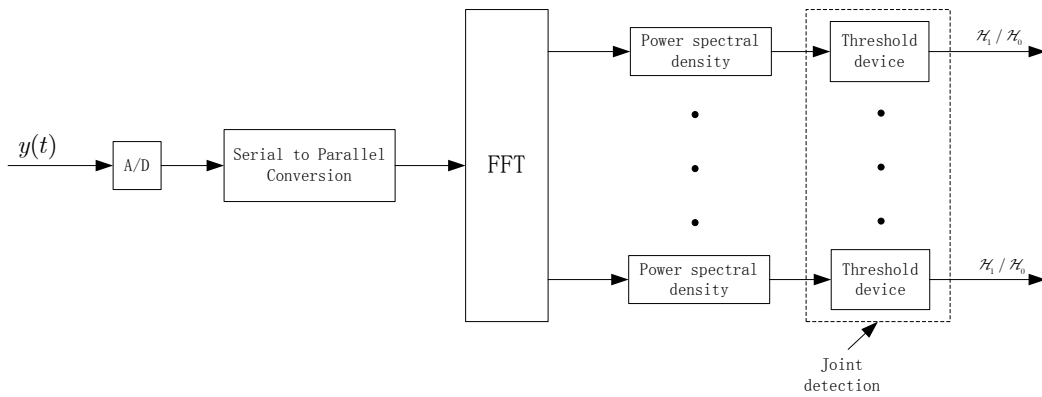 y(t)
A/D
Serial to Parallel
Conversion
FFT
Power spectral
density
Threshold
device
ℋ₁ / ℋ₀
Power spectral
density
Threshold
device
ℋ₁ / ℋ₀
Joint
detection